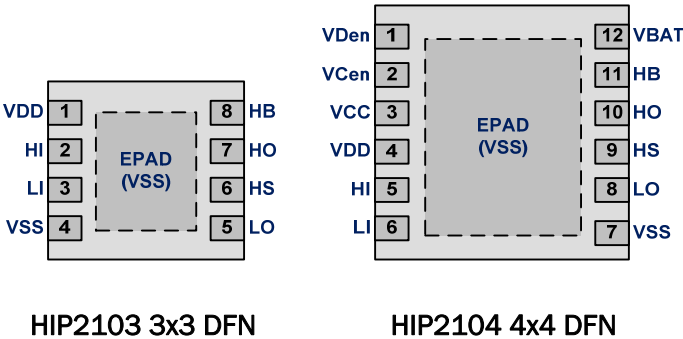 VDD 1
HI 2
LI 3
VSS 4
EPAD
(VSS)
8 HB
7 HO
6 HS
5 LO
HIP2103 3x3 DFN
VDen 1
VCen 2
VCC 3
VDD 4
HI 5
LI 6
EPAD
(VSS)
12 VBAT
11 HB
10 HO
9 HS
8 LO
7 VSS
HIP2104 4x4 DFN